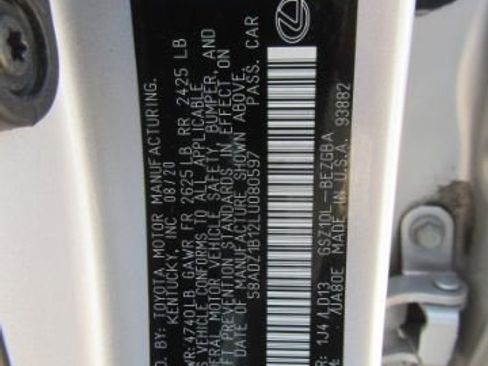 D. BY: TOYOTA MOTOR MANUFACTURING.
KENTUCKY, INC 08/20
WR: 4740LB GAWR FR 2625LB RR 2425 LB
S VEHICLE CONFORMS TO ALL APPLICABLE
ERAL MOTOR VEHICLE SAFETY, BUMPER, AND
FT PREVENTION STANDARDS IN EFFECT ON
DATE OF MANUFACTURE SHOWN ABOVE.
58ADZ1B12LU080597 PASS. CAR
R: 1J4 /LD13 GSZ10L-BEZGBA
/UA80E MADE IN U.S.A. 93882